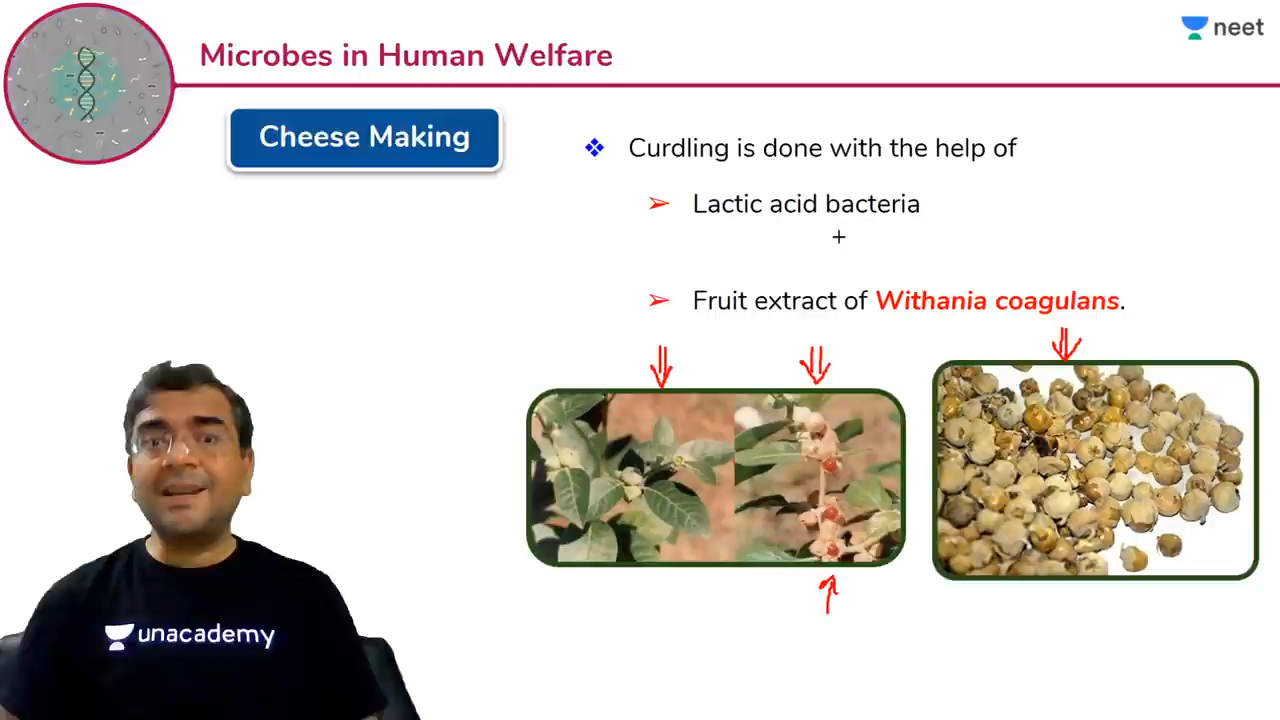 Microbes in Human Welfare
neet
Cheese Making
❖ Curdling is done with the help of
➢ Lactic acid bacteria
+
➢ Fruit extract of Withania coagulans.
unacademy